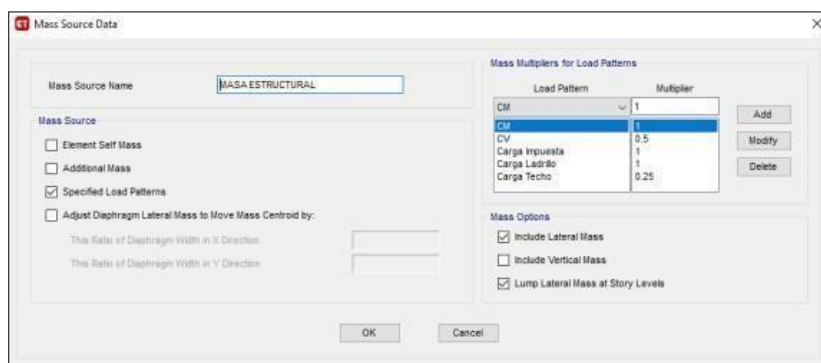 Mass Source Data
Mass Source Name
MASA ESTRUCTURAL
Mass Source
Element Self Mass
Additional Mass
Specified Load Patterns
Adjust Diaphragm Lateral Mass to Move Mass Centroid by:
This Ratio of Diaphragm Width in X Direction
This Ratio of Diaphragm Width in Y Direction
Mass Multipliers for Load Patterns
Load Pattern Multiplier
CM 1
CM 1
CV 0.5
Carga Impuesta 1
Carga Ladrillo 1
Carga Techo 0.25
Add
Modify
Delete
Mass Options
Include Lateral Mass
Include Vertical Mass
Lump Lateral Mass at Story Levels
OK Cancel